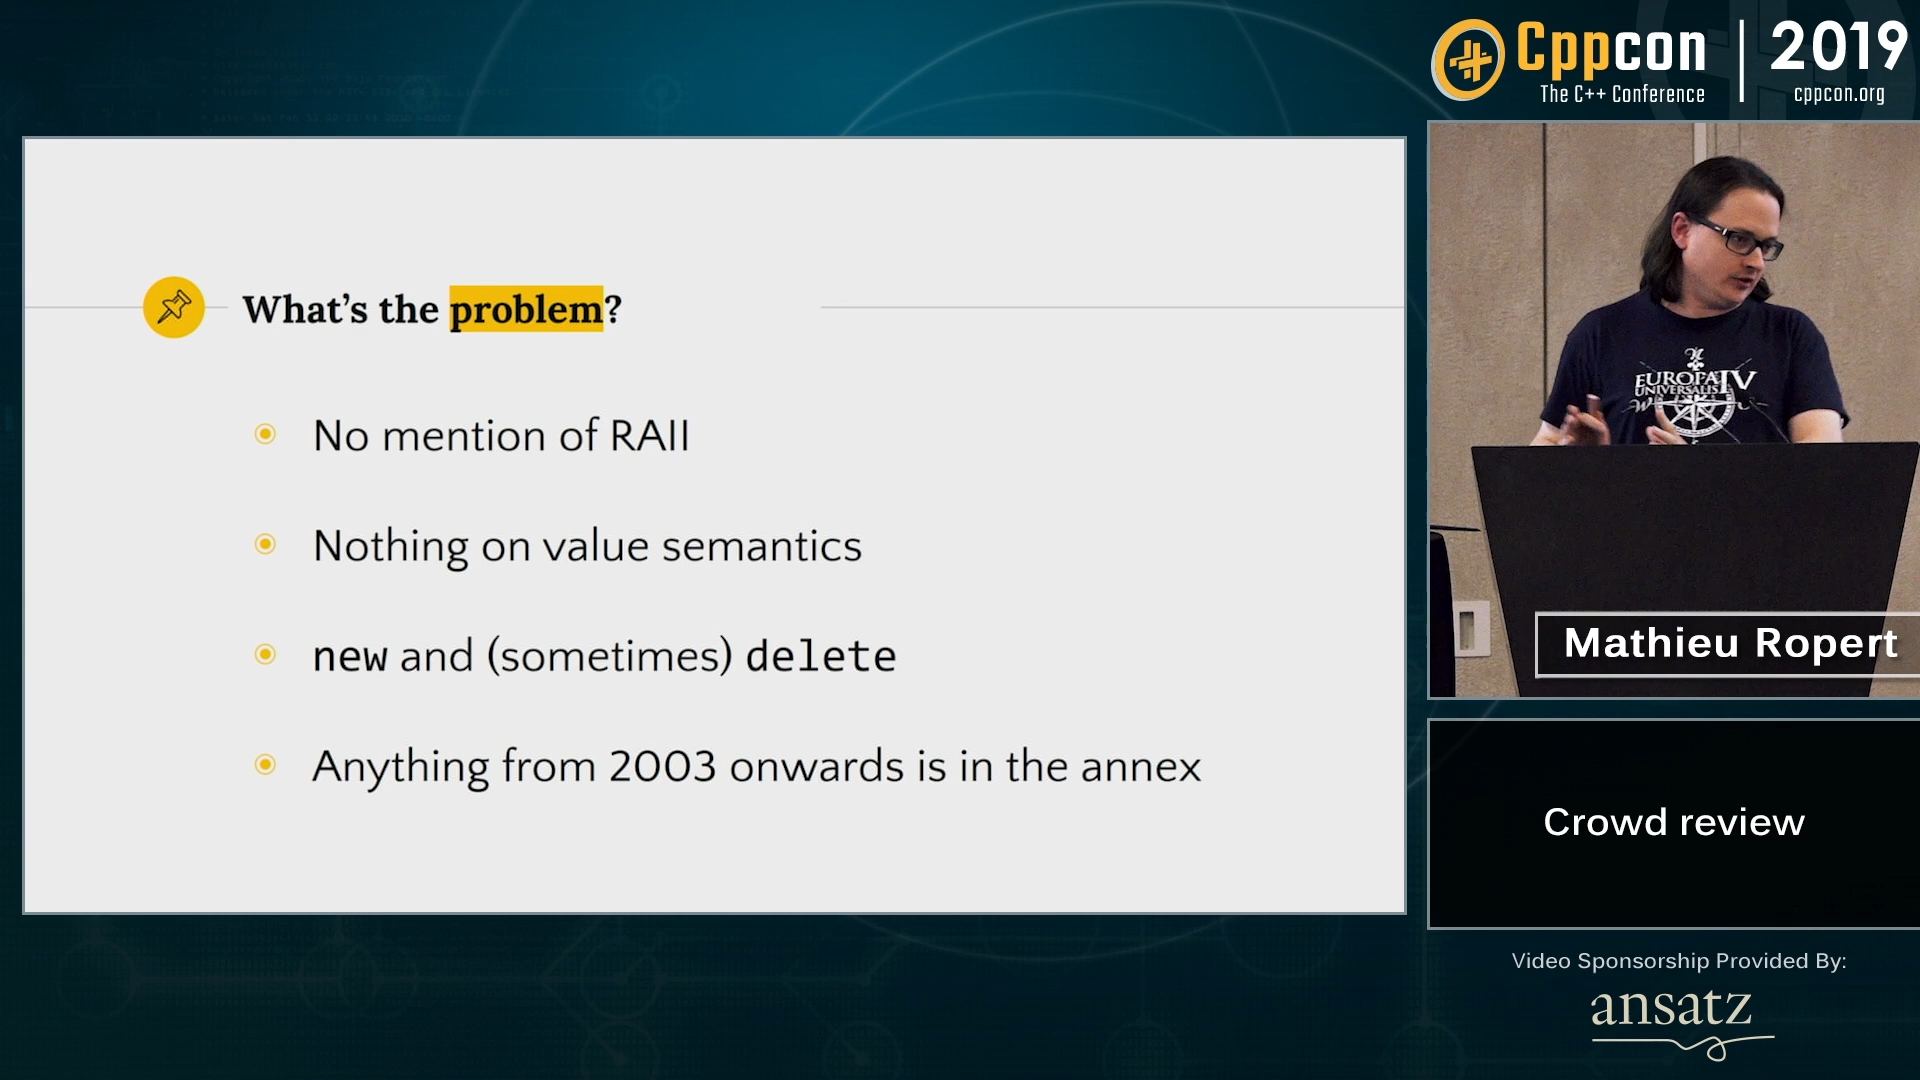 Cppcon
The C++ Conference
2019
cppcon.org
What's the problem?
No mention of RAII
Nothing on value semantics
new and (sometimes) delete
Anything from 2003 onwards is in the annex
EUROPA
UNIVERSALIS
IV
Mathieu Ropert
Crowd review
Video Sponsorship Provided By:
ansatz